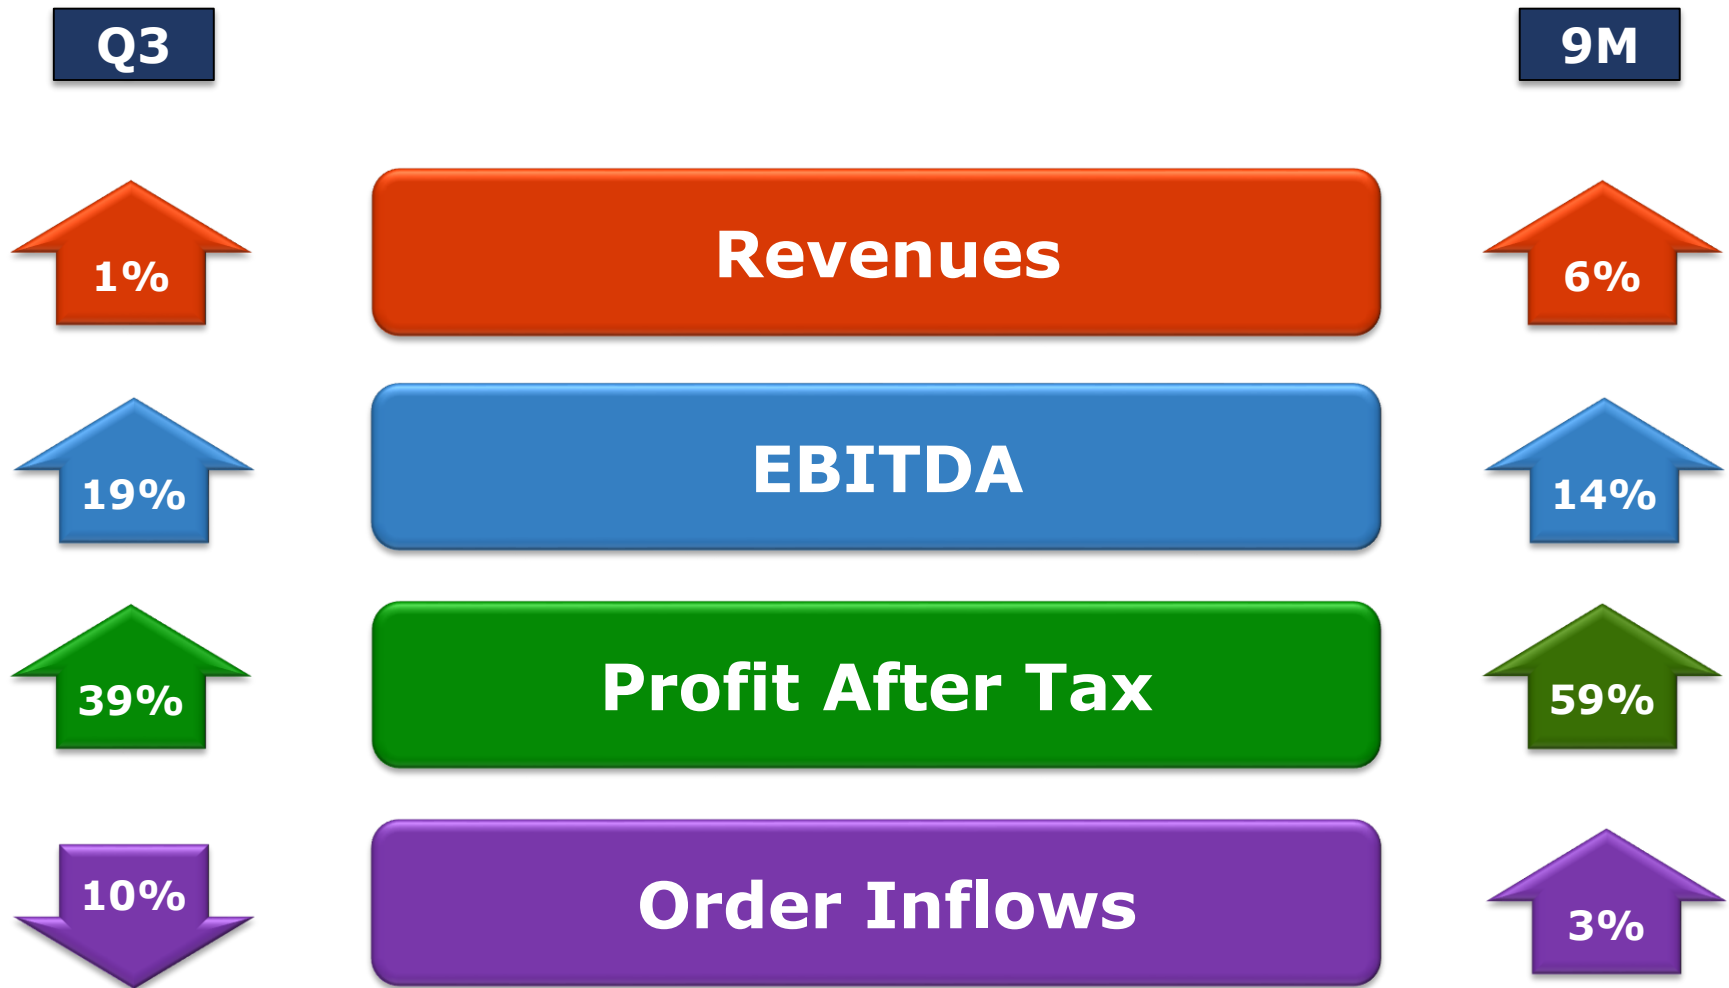 Q3
9M
1%
Revenues
6%
19%
EBITDA
14%
39%
Profit After Tax
59%
10%
Order Inflows
3%